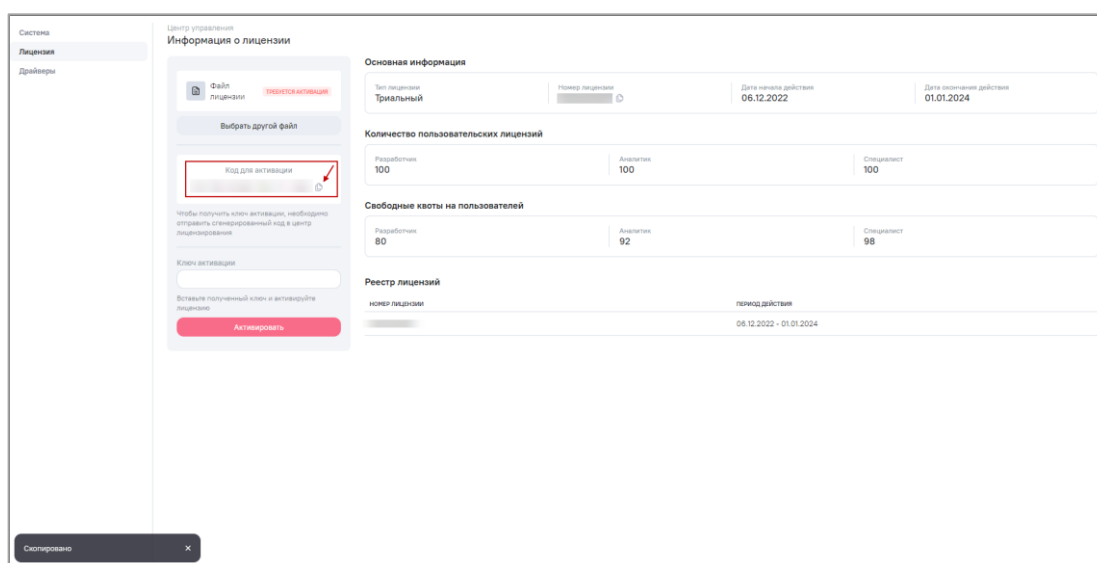 Система
Лицензия
Драйверы
Центр управления
Информация о лицензии
Файл лицензии
ТРЕБУЕТСЯ АКТИВАЦИЯ
Выбрать другой файл
Код для активации
Чтобы получить ключ активации, необходимо
отправить сгенерированный код в центр
лицензирования
Ключ активации
Вставьте полученный ключ и активируйте
лицензию
Активировать
Основная информация
Тип лицензии Номер лицензии Дата начала действия Дата окончания действия
Триальный 06.12.2022 01.01.2024
Количество пользовательских лицензий
Разработчик Аналитик Специалист
100 100 100
Свободные квоты на пользователей
Разработчик Аналитик Специалист
80 92 98
Реестр лицензий
НОМЕР ЛИЦЕНЗИИ ПЕРИОД ДЕЙСТВИЯ
06.12.2022 - 01.01.2024
Скопировано